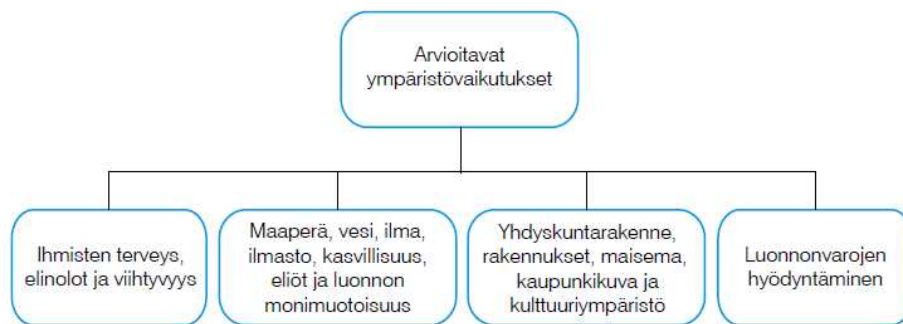 Arvioitavat
ympäristövaikutukset
Ihmisten terveys,
elinolot ja viihtyvyys
Maaperä, vesi, ilma,
ilmasto, kasvillisuus,
eliöt ja luonnon
monimuotoisuus
Yhdyskuntarakenne,
rakennukset, maisema,
kaupunkikuva ja
kulttuuriympäristö
Luonnonvarojen
hyödyntäminen